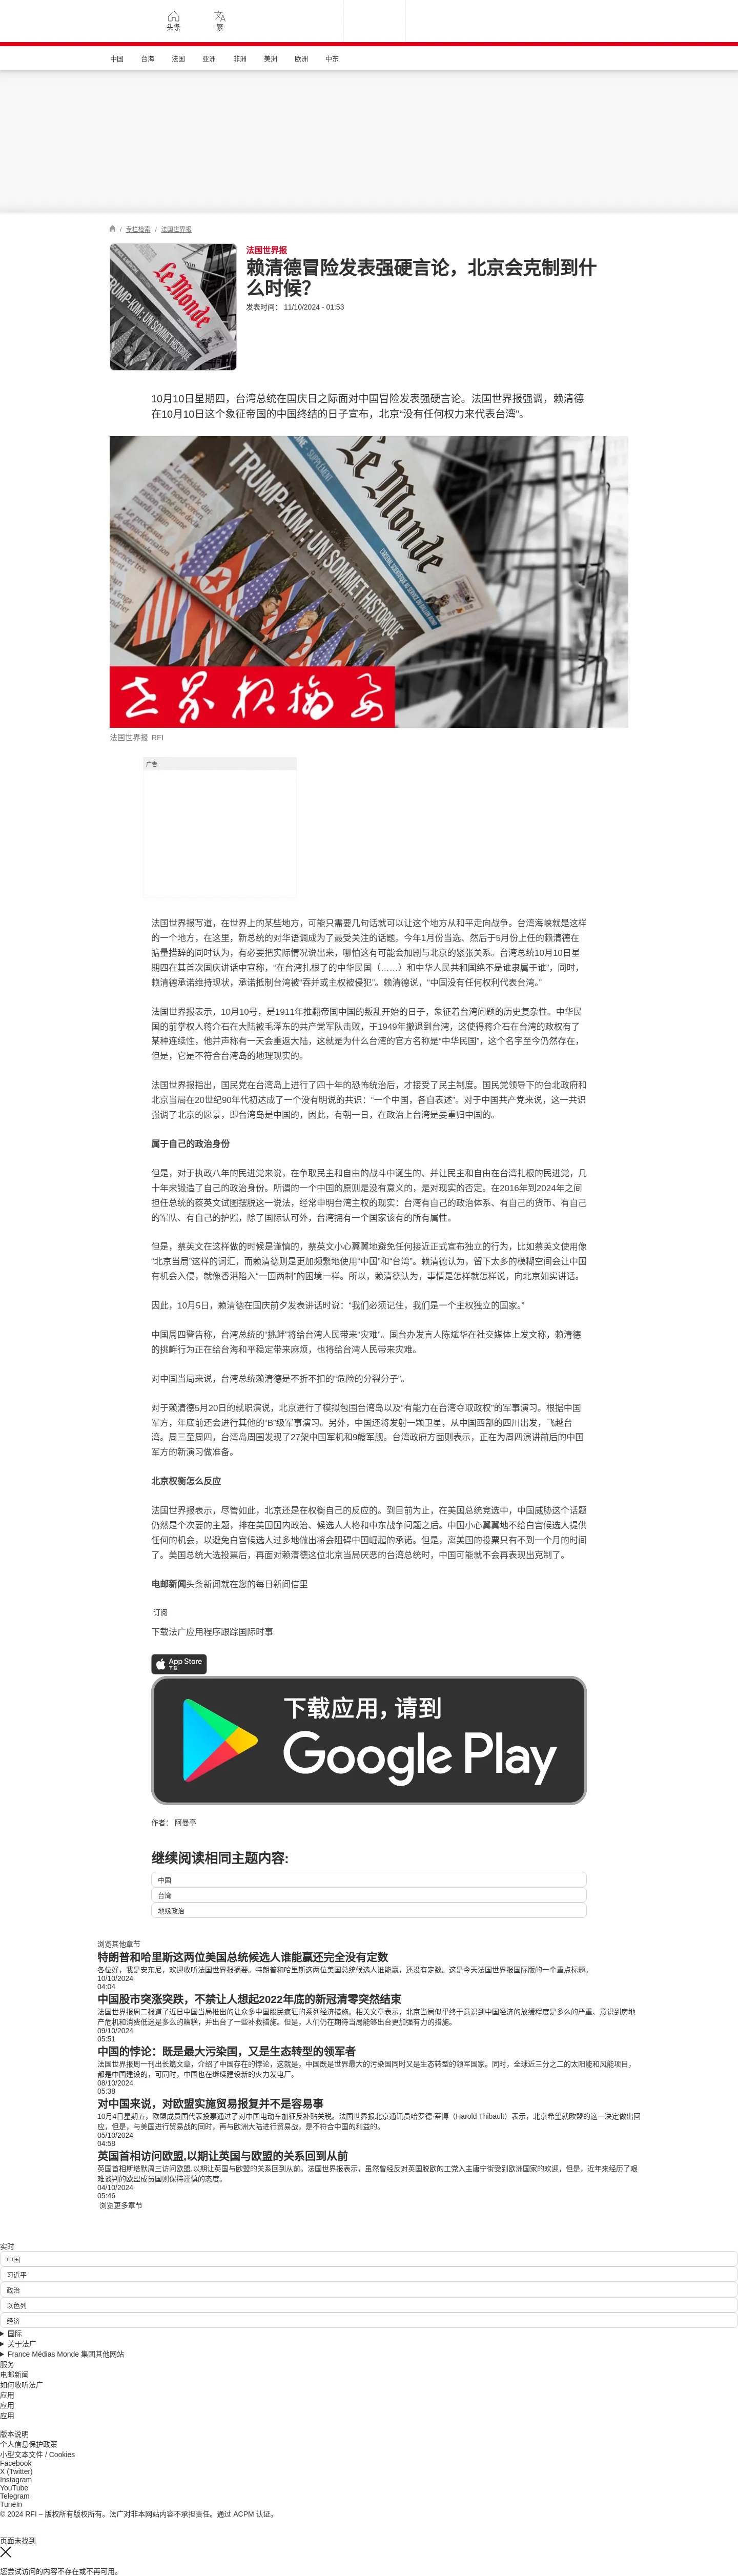 头条
繁
中国 台海 法国 亚洲 非洲 美洲 欧洲 中东
/ 专栏检索 / 法国世界报
法国世界报
赖清德冒险发表强硬言论，北京会克制到什
么时候？
发表时间： 11/10/2024 - 01:53
Le Monde
TRUMP-KIM : UN SOMMET HISTORIQUE
10月10日星期四，台湾总统在国庆日之际面对中国冒险发表强硬言论。法国世界报强调，赖清德
在10月10日这个象征帝国的中国终结的日子宣布，北京“没有任何权力来代表台湾”。
Le Monde
TRUMP-KIM : UN SOMMET HISTORIQUE
世界报摘要
法国世界报 RFI
广告
法国世界报写道，在世界上的某些地方，可能只需要几句话就可以让这个地方从和平走向战争。台湾海峡就是这样
的一个地方，在这里，新总统的对华语调成为了最受关注的话题。今年1月份当选、然后于5月份上任的赖清德在
掂量措辞的同时认为，有必要把实际情况说出来，哪怕这有可能会加剧与北京的紧张关系。台湾总统10月10日星
期四在其首次国庆讲话中宣称，“在台湾扎根了的中华民国（……）和中华人民共和国绝不是谁隶属于谁”，同时，
赖清德承诺维持现状，承诺抵制台湾被“吞并或主权被侵犯”。赖清德说，“中国没有任何权利代表台湾。”
法国世界报表示，10月10号，是1911年推翻帝国中国的叛乱开始的日子，象征着台湾问题的历史复杂性。中华民
国的前掌权人蒋介石在大陆被毛泽东的共产党军队击败，于1949年撤退到台湾，这使得蒋介石在台湾的政权有了
某种连续性，他并声称有一天会重返大陆，这就是为什么台湾的官方名称是“中华民国”，这个名字至今仍然存在，
但是，它是不符合台湾岛的地理现实的。
法国世界报指出，国民党在台湾岛上进行了四十年的恐怖统治后，才接受了民主制度。国民党领导下的台北政府和
北京当局在20世纪90年代初达成了一个没有明说的共识：“一个中国，各自表述”。对于中国共产党来说，这一共识
强调了北京的愿景，即台湾岛是中国的，因此，有朝一日，在政治上台湾是要重归中国的。
属于自己的政治身份
但是，对于执政八年的民进党来说，在争取民主和自由的战斗中诞生的、并让民主和自由在台湾扎根的民进党，几
十年来锻造了自己的政治身份。所谓的一个中国的原则是没有意义的，是对现实的否定。在2016年到2024年之间
担任总统的蔡英文试图摆脱这一说法，经常申明台湾主权的现实：台湾有自己的政治体系、有自己的货币、有自己
的军队、有自己的护照，除了国际认可外，台湾拥有一个国家该有的所有属性。
但是，蔡英文在这样做的时候是谨慎的，蔡英文小心翼翼地避免任何接近正式宣布独立的行为，比如蔡英文使用像
“北京当局”这样的词汇，而赖清德则是更加频繁地使用“中国”和“台湾”。赖清德认为，留下太多的模糊空间会让中国
有机会入侵，就像香港陷入“一国两制”的困境一样。所以，赖清德认为，事情是怎样就怎样说，向北京如实讲话。
因此，10月5日，赖清德在国庆前夕发表讲话时说：“我们必须记住，我们是一个主权独立的国家。”
中国周四警告称，台湾总统的“挑衅”将给台湾人民带来“灾难”。国台办发言人陈斌华在社交媒体上发文称，赖清德
的挑衅行为正在给台海和平稳定带来麻烦，也将给台湾人民带来灾难。
对中国当局来说，台湾总统赖清德是不折不扣的“危险的分裂分子”。
对于赖清德5月20日的就职演说，北京进行了模拟包围台湾岛以及“有能力在台湾夺取政权”的军事演习。根据中国
军方，年底前还会进行其他的“B”级军事演习。另外，中国还将发射一颗卫星，从中国西部的四川出发，飞越台
湾。周三至周四，台湾岛周围发现了27架中国军机和9艘军舰。台湾政府方面则表示，正在为周四演讲前后的中国
军方的新演习做准备。
北京权衡怎么反应
法国世界报表示，尽管如此，北京还是在权衡自己的反应的。到目前为止，在美国总统竞选中，中国威胁这个话题
仍然是个次要的主题，排在美国国内政治、候选人人格和中东战争问题之后。中国小心翼翼地不给白宫候选人提供
任何的机会，以避免白宫候选人过多地做出将会阻碍中国崛起的承诺。但是，离美国的投票只有不到一个月的时间
了。美国总统大选投票后，再面对赖清德这位北京当局厌恶的台湾总统时，中国可能就不会再表现出克制了。
电邮新闻头条新闻就在您的每日新闻信里
订阅
下载法广应用程序跟踪国际时事
App Store
下载
下载应用，请到
Google Play
作者： 阿曼亭
继续阅读相同主题内容:
中国
台湾
地缘政治
浏览其他章节
特朗普和哈里斯这两位美国总统候选人谁能赢还完全没有定数
各位好，我是安东尼，欢迎收听法国世界报摘要。特朗普和哈里斯这两位美国总统候选人谁能赢，还没有定数。这是今天法国世界报国际版的一个重点标题。
10/10/2024
04:04
中国股市突涨突跌，不禁让人想起2022年底的新冠清零突然结束
法国世界报周二报道了近日中国当局推出的让众多中国股民疯狂的系列经济措施。相关文章表示，北京当局似乎终于意识到中国经济的放缓程度是多么的严重、意识到房地
产危机和消费低迷是多么的糟糕，并出台了一些补救措施。但是，人们仍在期待当局能够出台更加强有力的措施。
09/10/2024
05:51
中国的悖论：既是最大污染国，又是生态转型的领军者
法国世界报周一刊出长篇文章，介绍了中国存在的悖论，这就是，中国既是世界最大的污染国同时又是生态转型的领军国家。同时，全球近三分之二的太阳能和风能项目，
都是中国建设的，可同时，中国也在继续建设新的火力发电厂。
08/10/2024
05:38
对中国来说，对欧盟实施贸易报复并不是容易事
10月4日星期五，欧盟成员国代表投票通过了对中国电动车加征反补贴关税。法国世界报北京通讯员哈罗德·蒂博（Harold Thibault）表示，北京希望就欧盟的这一决定做出回
应，但是，与美国进行贸易战的同时，再与欧洲大陆进行贸易战，是不符合中国的利益的。
05/10/2024
04:58
英国首相访问欧盟,以期让英国与欧盟的关系回到从前
英国首相斯塔默周三访问欧盟,以期让英国与欧盟的关系回到从前。法国世界报表示，虽然曾经反对英国脱欧的工党入主唐宁街受到欧洲国家的欢迎，但是，近年来经历了艰
难谈判的欧盟成员国则保持谨慎的态度。
04/10/2024
05:46
浏览更多章节
实时
中国
习近平
政治
以色列
经济
国际
关于法广
France Médias Monde 集团其他网站
服务
电邮新闻
如何收听法广
应用
应用
应用
版本说明
个人信息保护政策
小型文本文件 / Cookies
Facebook
X (Twitter)
Instagram
YouTube
Telegram
TuneIn
© 2024 RFI – 版权所有版权所有。法广对非本网站内容不承担责任。通过 ACPM 认证。
页面未找到
您尝试访问的内容不存在或不再可用。